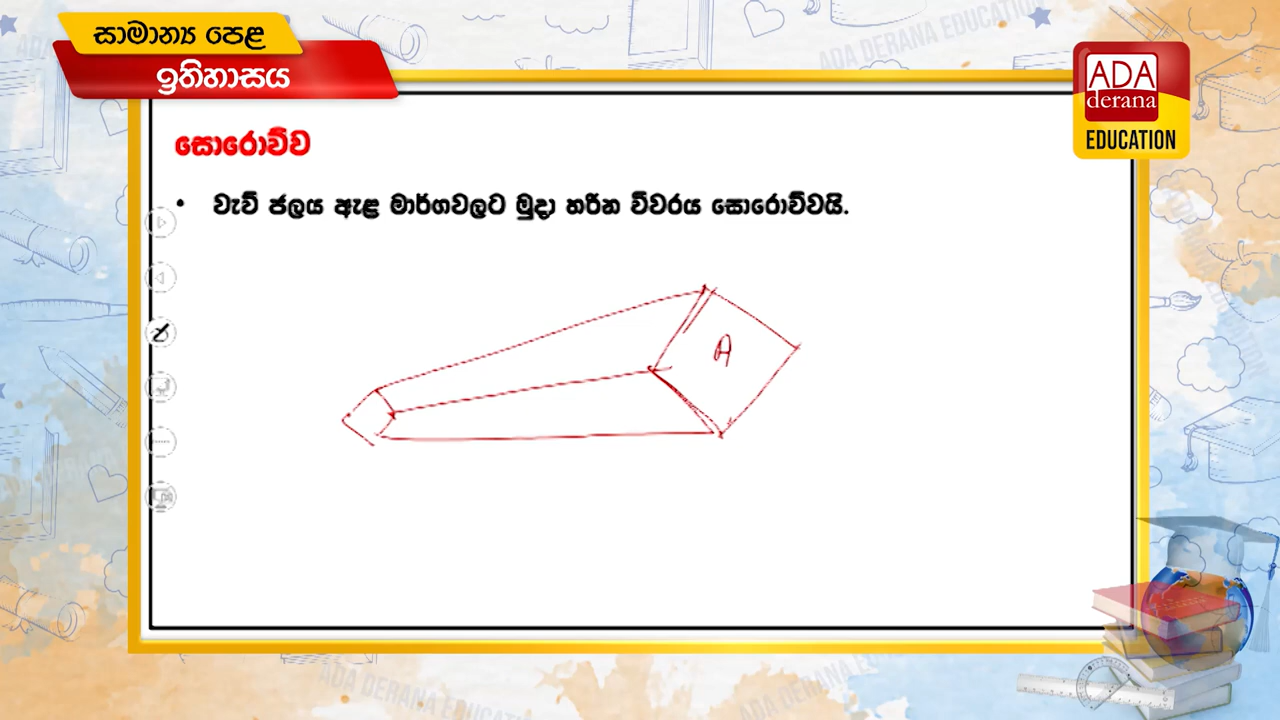 සාමාන්‍ය පෙළ
ඉතිහාසය
ADA
derana
EDUCATION
සොරොව්ව
• වැව් ජලය ඇළ මාර්ගවලට මුදා හරින විවරය සොරොව්වයි.
A